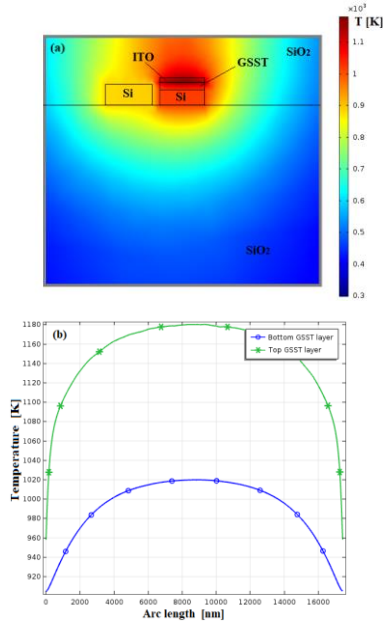 ×10³
T [K]
(a)
SiO₂
ITO
GSST
Si
Si
SiO₂
1.1
1
0.9
0.8
0.7
0.6
0.5
0.4
0.3
(b)
Bottom GSST layer
Top GSST layer
1180
1160
1140
1120
1100
1080
1060
1040
1020
1000
980
960
940
920
Temperature [K]
0 2000 4000 6000 8000 10000 12000 14000 16000
Arc length [nm]